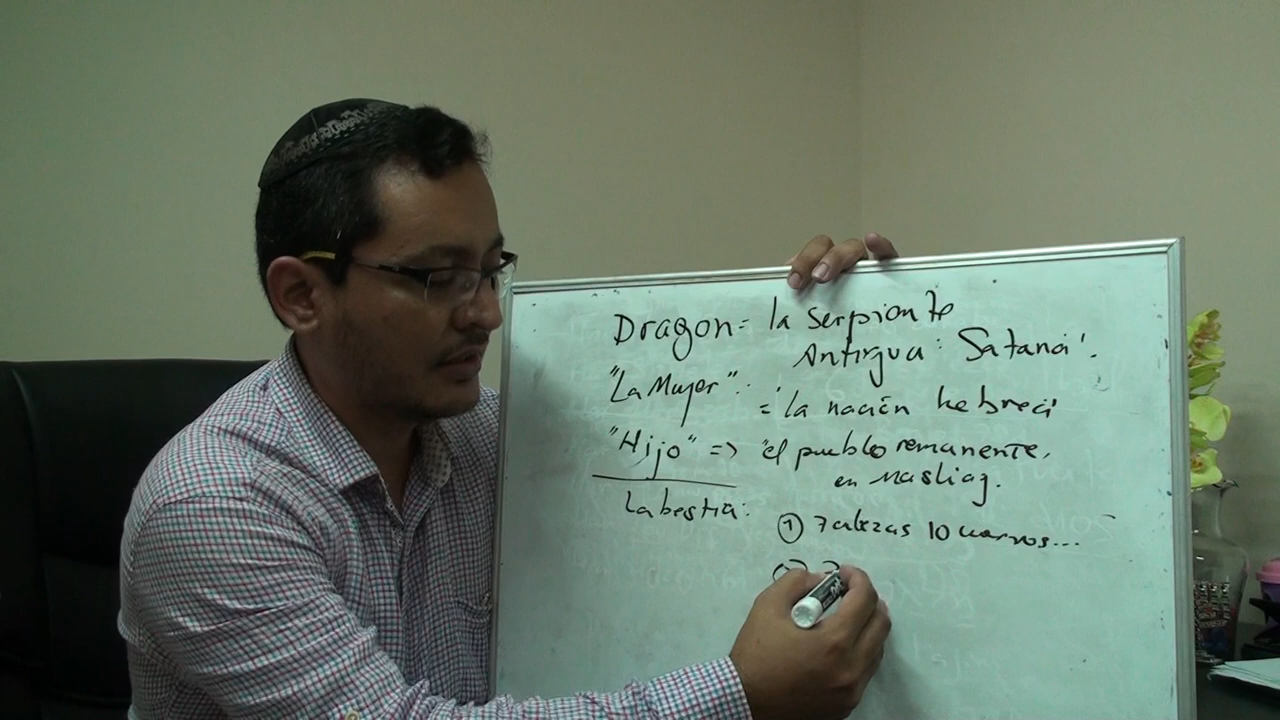 Dragon = la serpiente
Antigua: Satana'.
"La Mujer":
= "la nación hebrea
"Hijo" => "el pueblo remanente,
en Mashiaj.
La bestia:
① 7 cabezas 10 cuernos...